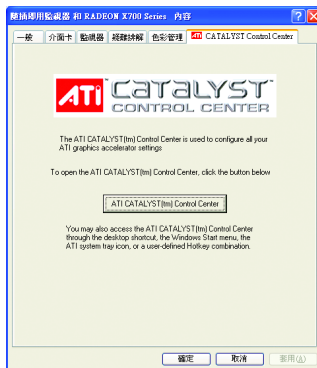 隨插即用監視器 和 RADEON X700 Series 內容
一般 介面卡 監視器 疑難排解 色彩管理 ATI CATALYST Control Center
ATI CATALYST™
CONTROL CENTER
The ATI CATALYST(tm) Control Center is used to configure all your
ATI graphics accelerator settings
To open the ATI CATALYST(tm) Control Center, click the button below
ATI CATALYST(tm) Control Center
You may also access the ATI CATALYST(tm) Control Center
through the desktop shortcut, the Windows Start menu, the
ATI system tray icon, or a user-defined Hotkey combination.
確定 取消 套用(A)